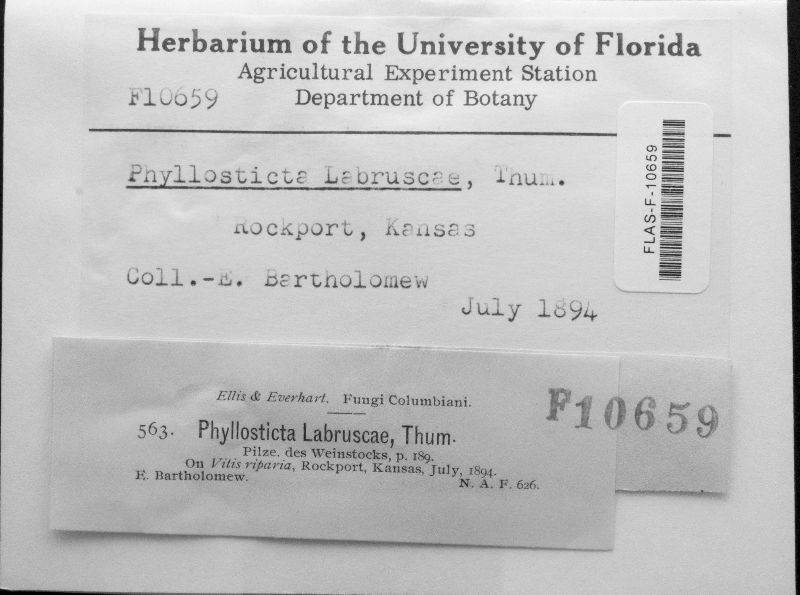 Herbarium of the University of Florida
Agricultural Experiment Station
F10659 Department of Botany
FLAS-F-10659
Phyllosticta Labruscae, Thum.
Rockport, Kansas
Coll.-E. Bartholomew
July 1894
Ellis & Everhart. Fungi Columbiani.
F10659
563. Phyllosticta Labruscae, Thum.
Pilze. des Weinstocks, p. 189.
On Vitis riparia, Rockport, Kansas, July, 1894.
E. Bartholomew.
N. A. F. 626.